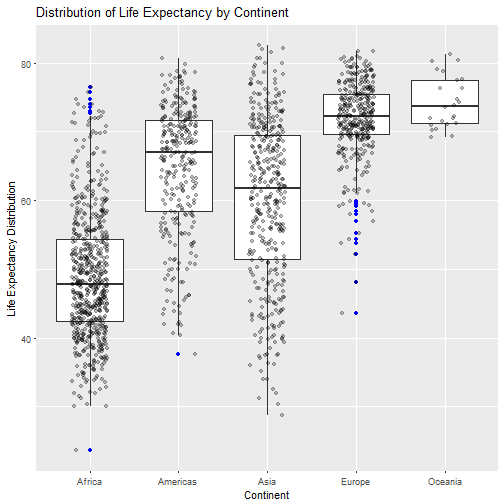 Distribution of Life Expectancy by Continent
Life Expectancy Distribution
80
60
40
Africa
Americas
Asia
Europe
Oceania
Continent